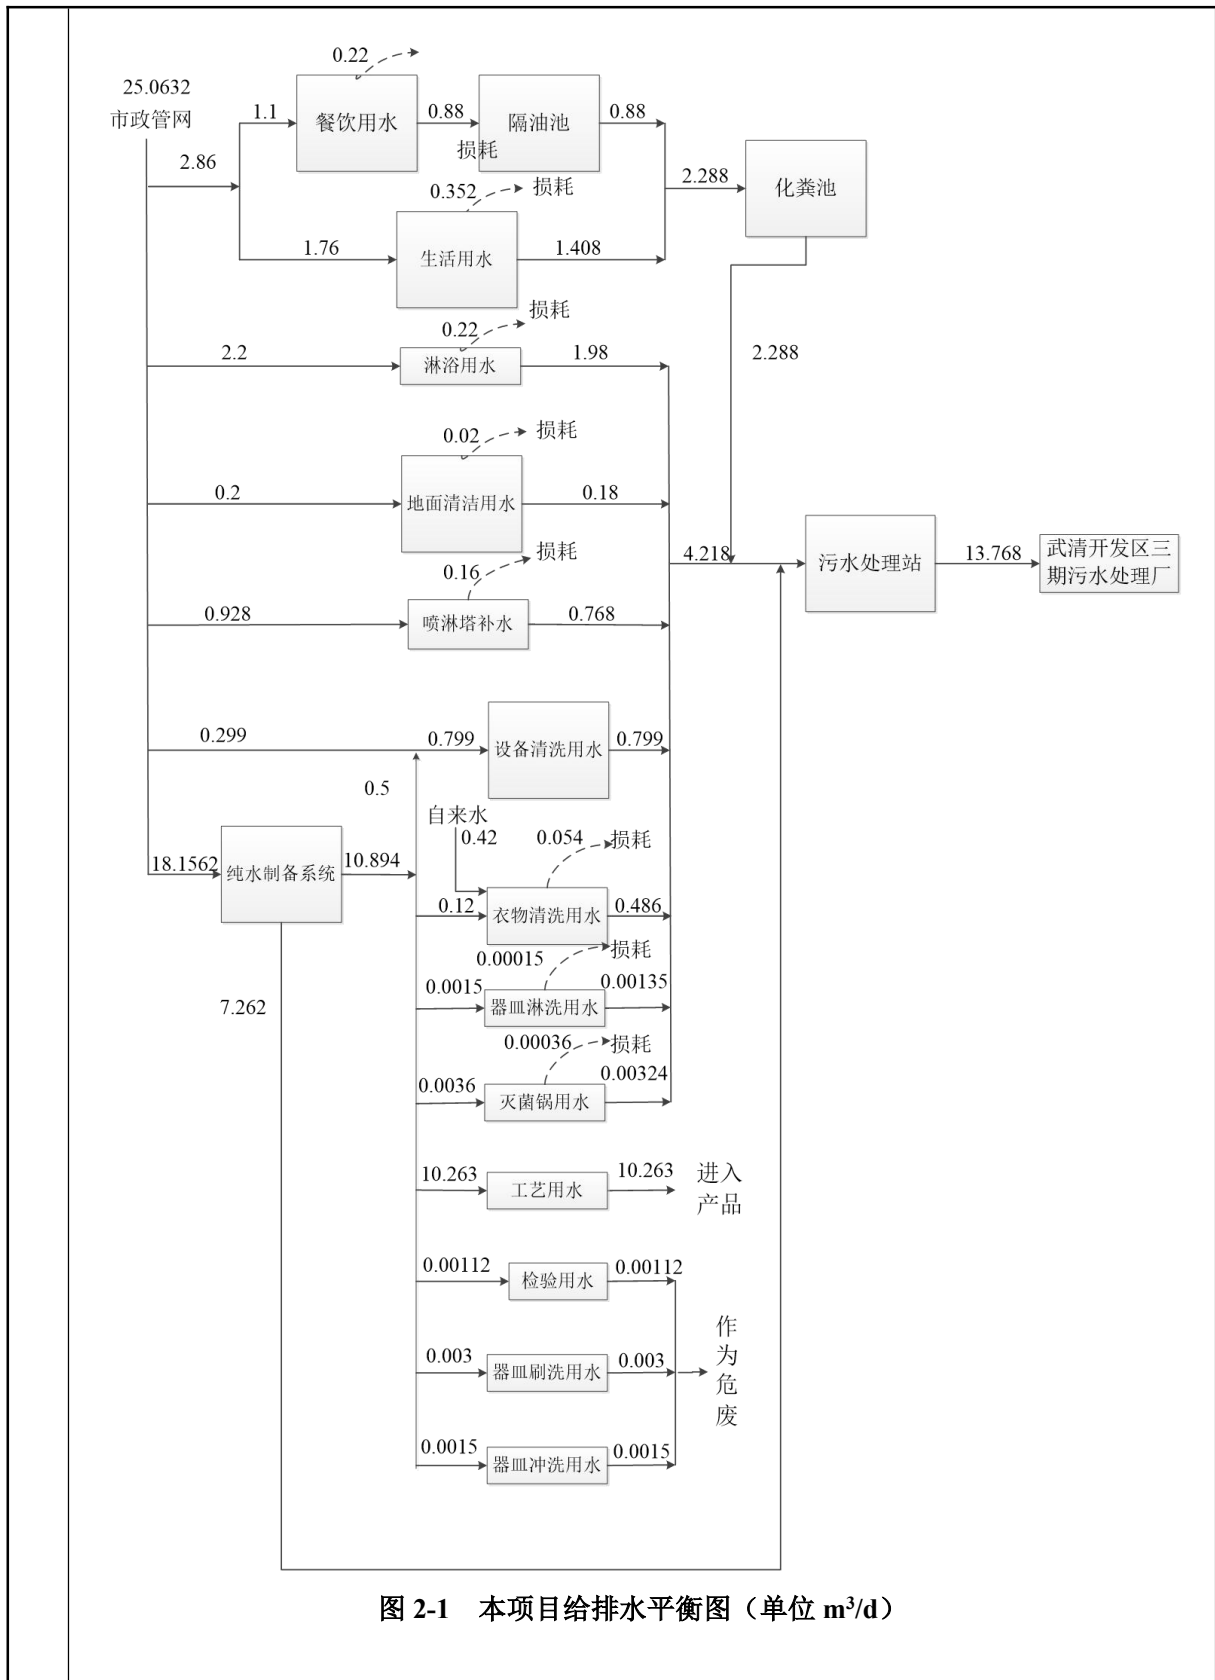 0.22
25.0632
市政管网
1.1
餐饮用水
0.88
隔油池
0.88
损耗
2.86
0.352
损耗
2.288
化粪池
1.76
生活用水
1.408
损耗
0.22
2.2
淋浴用水
1.98
2.288
0.02
损耗
0.2
地面清洁用水
0.18
4.218
污水处理站
13.768
武清开发区三
期污水处理厂
0.16
损耗
0.928
喷淋塔补水
0.768
0.299
0.799
设备清洗用水
0.799
0.5
自来水
0.42
0.054
损耗
18.1562
纯水制备系统
10.894
0.12
衣物清洗用水
0.486
0.00015
损耗
0.0015
器皿淋洗用水
0.00135
7.262
0.00036
损耗
0.0036
灭菌锅用水
0.00324
10.263
工艺用水
10.263
进入
产品
0.00112
检验用水
0.00112
0.003
器皿刷洗用水
0.003
作
为
危
废
0.0015
器皿冲洗用水
0.0015
图 2-1 本项目给排水平衡图（单位 m³/d）